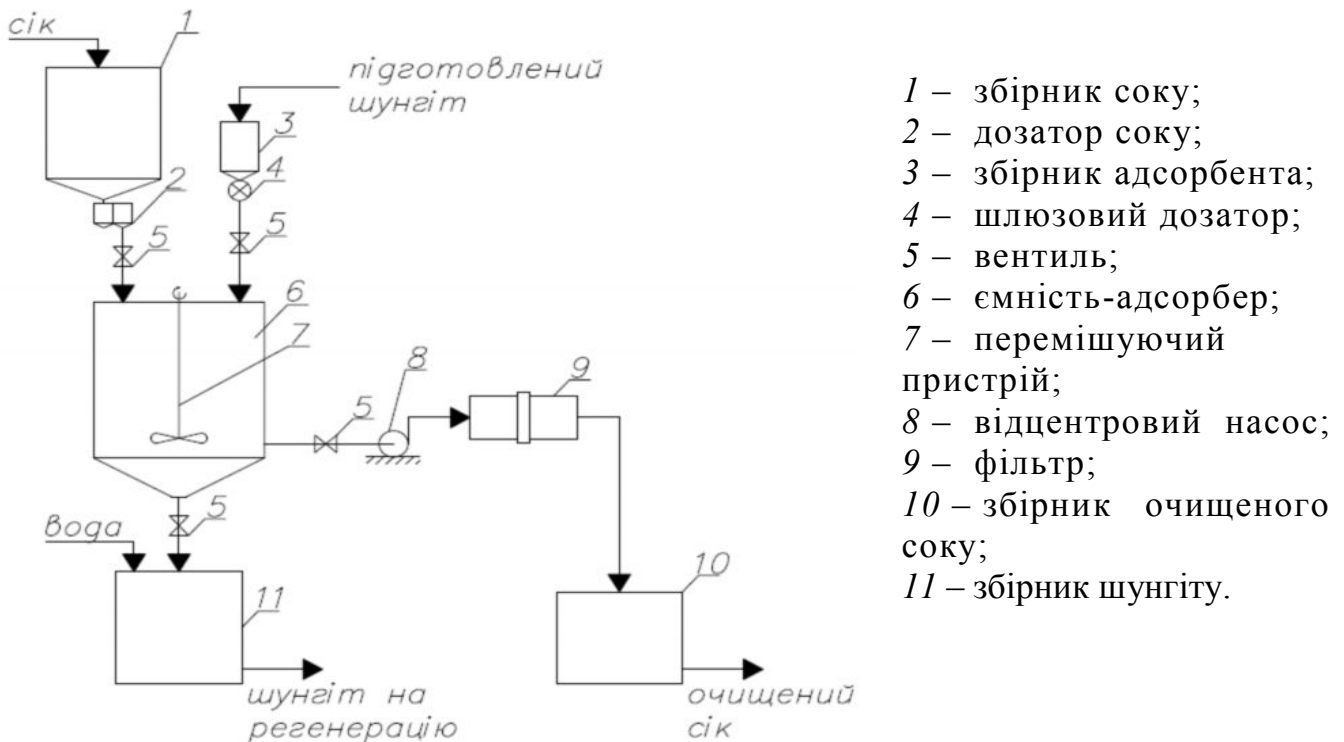 сік
1
підготовлений
шунгіт
3
2
4
5
5
6
7
8
9
5
5
вода
10
11
шунгіт на
регенерацію
очищений
сік
1 – збірник соку;
2 – дозатор соку;
3 – збірник адсорбента;
4 – шлюзовий дозатор;
5 – вентиль;
6 – ємність-адсорбер;
7 – перемішуючий
пристрій;
8 – відцентровий насос;
9 – фільтр;
10 – збірник очищеного
соку;
11 – збірник шунгіту.